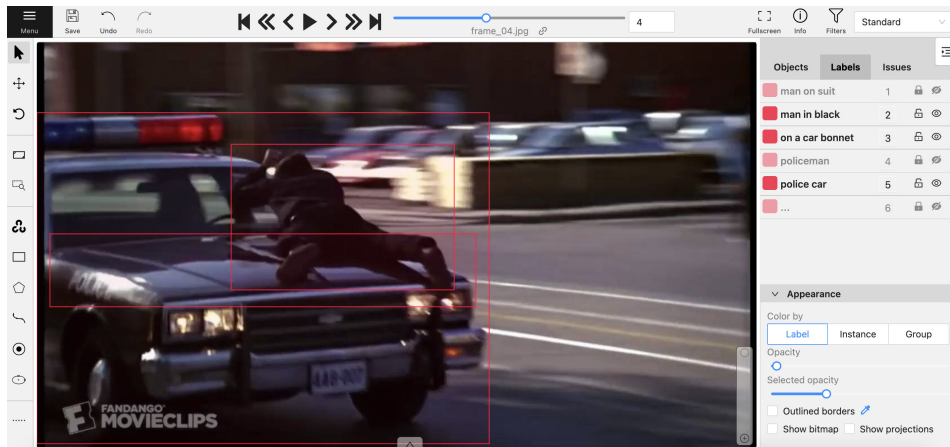 Menu
Save
Undo
Redo
frame_04.jpg
4
Fullscreen
Info
Filters
Standard
Objects
Labels
Issues
man on suit 1
man in black 2
on a car bonnet 3
policeman 4
police car 5
... 6
Appearance
Color by
Label
Instance
Group
Opacity
Selected opacity
Outlined borders
Show bitmap
Show projections
FANDANGO
MOVIECLIPS